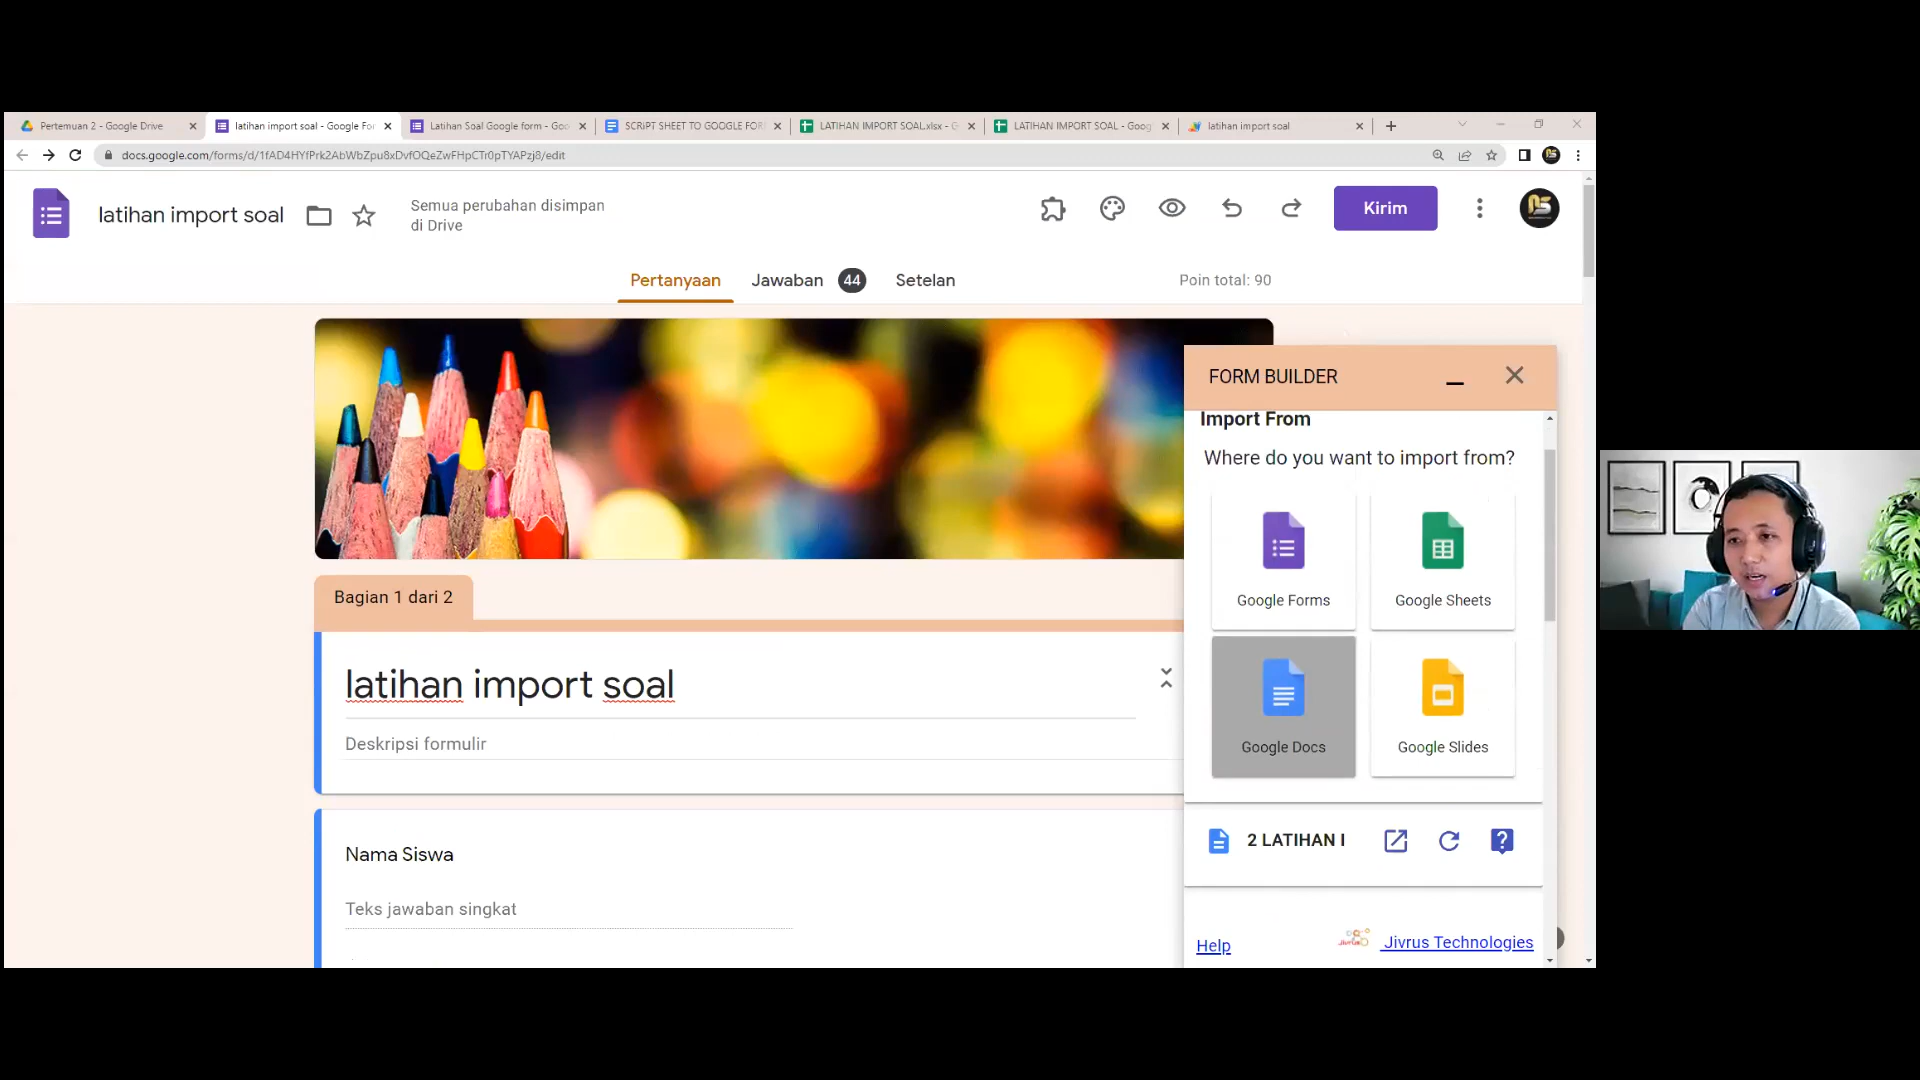 Pertemuan 2 - Google Drive
latihan import soal - Google For
Latihan Soal Google form - Goo
SCRIPT SHEET TO GOOGLE FOR
LATIHAN IMPORT SOAL.xlsx - G
LATIHAN IMPORT SOAL - Goog
latihan import soal
docs.google.com/forms/d/1fAD4HYfPrk2AbWbZpu8xDvfOQeZwFHpCTr0pTYAPzj8/edit
latihan import soal
Semua perubahan disimpan
di Drive
Kirim
Pertanyaan
Jawaban 44
Setelan
Poin total: 90
FORM BUILDER
Import From
Where do you want to import from?
Google Forms
Google Sheets
Google Docs
Google Slides
2 LATIHAN I
Help
Jivrus Technologies
Bagian 1 dari 2
latihan import soal
Deskripsi formulir
Nama Siswa
Teks jawaban singkat